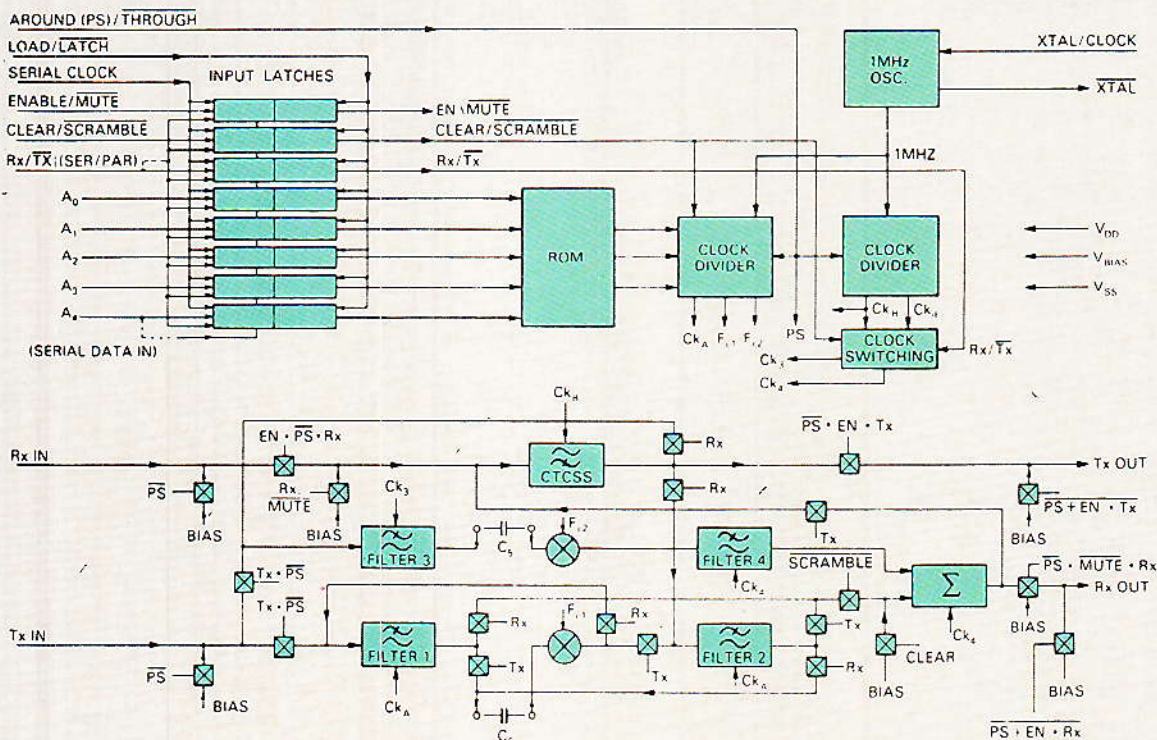 AROUND (PS)/THROUGH
LOAD/LATCH
SERIAL CLOCK
INPUT LATCHES
ENABLE/MUTE
EN\MUTE
CLEAR/SCRAMBLE
CLEAR/SCRAMBLE
Rx/TX (SER/PAR)
Rx/Tx
A0
A1
A2
A3
A4
(SERIAL DATA IN)
ROM
1MHz
OSC.
XTAL/CLOCK
XTAL
1MHZ
CLOCK
DIVIDER
CLOCK
DIVIDER
VDD
VBIAS
VSS
CkA
PS
CkH
CLOCK
SWITCHING
Rx/Tx
Ck3
Ck4
CkH
EN · PS · Rx
Rx
PS · EN · Tx
Rx IN
CTCSS
Tx OUT
PS
Rx
MUTE
Ck3
Rx
PS + EN · Tx
BIAS
BIAS
FILTER 3
C5
FILTER 4
Tx
BIAS
SCRAMBLE
Tx · PS
Σ
PS · MUTE · Rx
Rx OUT
Tx · PS
Rx
Rx
Tx
BIAS
Tx IN
FILTER 1
Tx
Tx
FILTER 2
Rx
CLEAR
Ck4
PS
BIAS
CkA
CkA
BIAS
BIAS
PS + EN · Rx